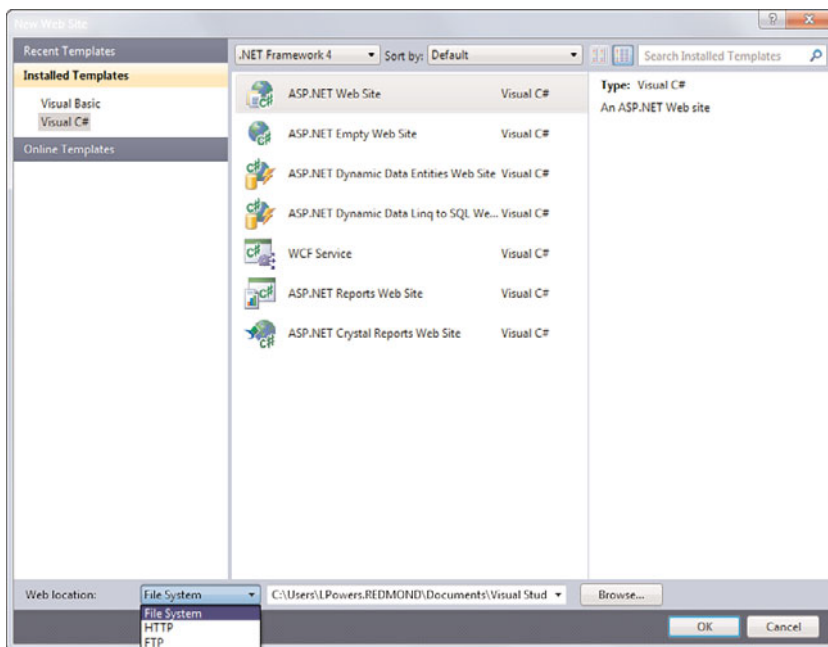 New Web Site
Recent Templates
Installed Templates
Visual Basic
Visual C#
Online Templates
.NET Framework 4
Sort by: Default
Search Installed Templates
ASP.NET Web Site Visual C#
ASP.NET Empty Web Site Visual C#
ASP.NET Dynamic Data Entities Web Site Visual C#
ASP.NET Dynamic Data Linq to SQL We... Visual C#
WCF Service Visual C#
ASP.NET Reports Web Site Visual C#
ASP.NET Crystal Reports Web Site Visual C#
Type: Visual C#
An ASP.NET Web site
Web location: File System C:\Users\LPowers.REDMOND\Documents\Visual Stud Browse...
File System
HTTP
FTP
OK Cancel